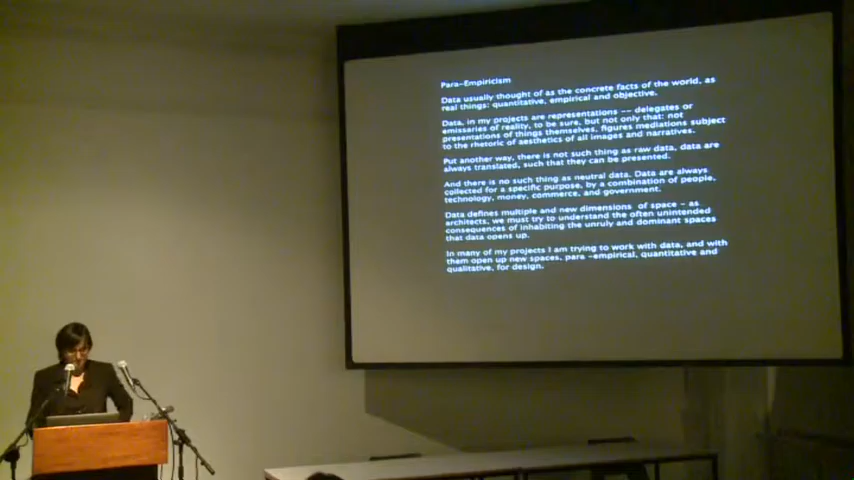 Para-Empiricism
Data usually thought of as the concrete facts of the world, as
real things: quantitative, empirical and objective.
Data, in my projects are representations -- delegates or
emissaries of reality, to be sure, but not only that: not
presentations of things themselves, figures mediations subject
to the rhetoric of aesthetics of all images and narratives.
Put another way, there is not such thing as raw data, data are
always translated, such that they can be presented.
And there is no such thing as neutral data. Data are always
collected for a specific purpose, by a combination of people,
technology, money, commerce, and government.
Data defines multiple and new dimensions of space - as
architects, we must try to understand the often unintended
consequences of inhabiting the unruly and dominant spaces
that data opens up.
In many of my projects I am trying to work with data, and with
them open up new spaces, para -empirical, quantitative and
qualitative, for design.